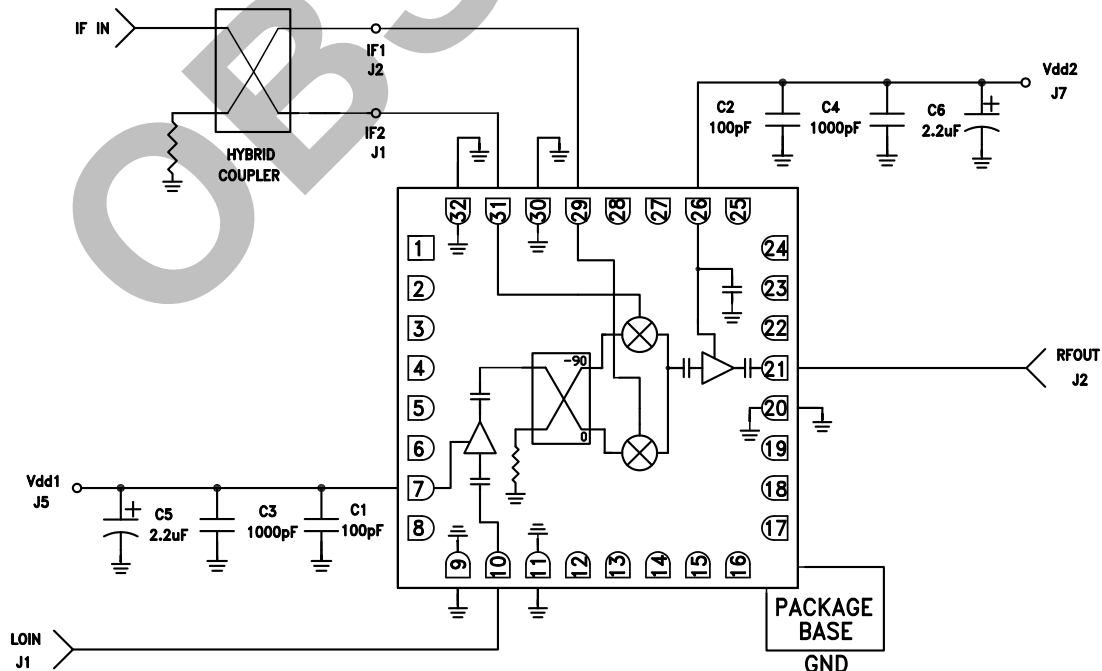 IF IN
IF1
J2
IF2
J1
HYBRID
COUPLER
Vdd2
J7
C2
100pF
C4
1000pF
C6
2.2uF
+
32
31
30
29
28
27
26
25
1
2
3
4
5
6
7
8
24
23
22
21
20
19
18
17
-90
0
RFOUT
J2
Vdd1
J5
+
C5
2.2uF
C3
1000pF
C1
100pF
9
10
11
12
13
14
15
16
LOIN
J1
PACKAGE
BASE
GND